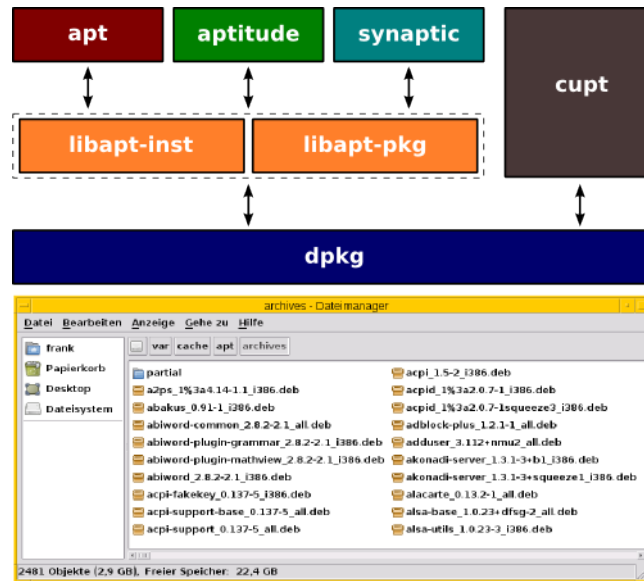 apt aptitude synaptic
cupt
libapt-inst libapt-pkg
dpkg
archives - Dateimanager
Datei Bearbeiten Anzeige Gehe zu Hilfe
frank
Papierkorb
Desktop
Dateisystem
var cache apt archives
partial
a2ps_1%3a4.14-1.1_i386.deb
abakus_0.91-1_i386.deb
abiword-common_2.8.2-2.1_all.deb
abiword-plugin-grammar_2.8.2-2.1_i386.deb
abiword-plugin-mathview_2.8.2-2.1_i386.deb
abiword_2.8.2-2.1_i386.deb
acpi-fakekey_0.137-5_i386.deb
acpi-support-base_0.137-5_all.deb
acpi-support_0.137-5_all.deb
acpi_1.5-2_i386.deb
acpid_1%3a2.0.7-1_i386.deb
acpid_1%3a2.0.7-1squeeze3_i386.deb
adblock-plus_1.2.1-1_all.deb
adduser_3.112+nmu2_all.deb
akonadi-server_1.3.1-3+b1_i386.deb
akonadi-server_1.3.1-3+squeeze1_i386.deb
alacarte_0.13.2-1_all.deb
alsa-base_1.0.23+dfsg-2_all.deb
alsa-utils_1.0.23-3_i386.deb
2481 Objekte (2,9 GB), Freier Speicher: 22,4 GB